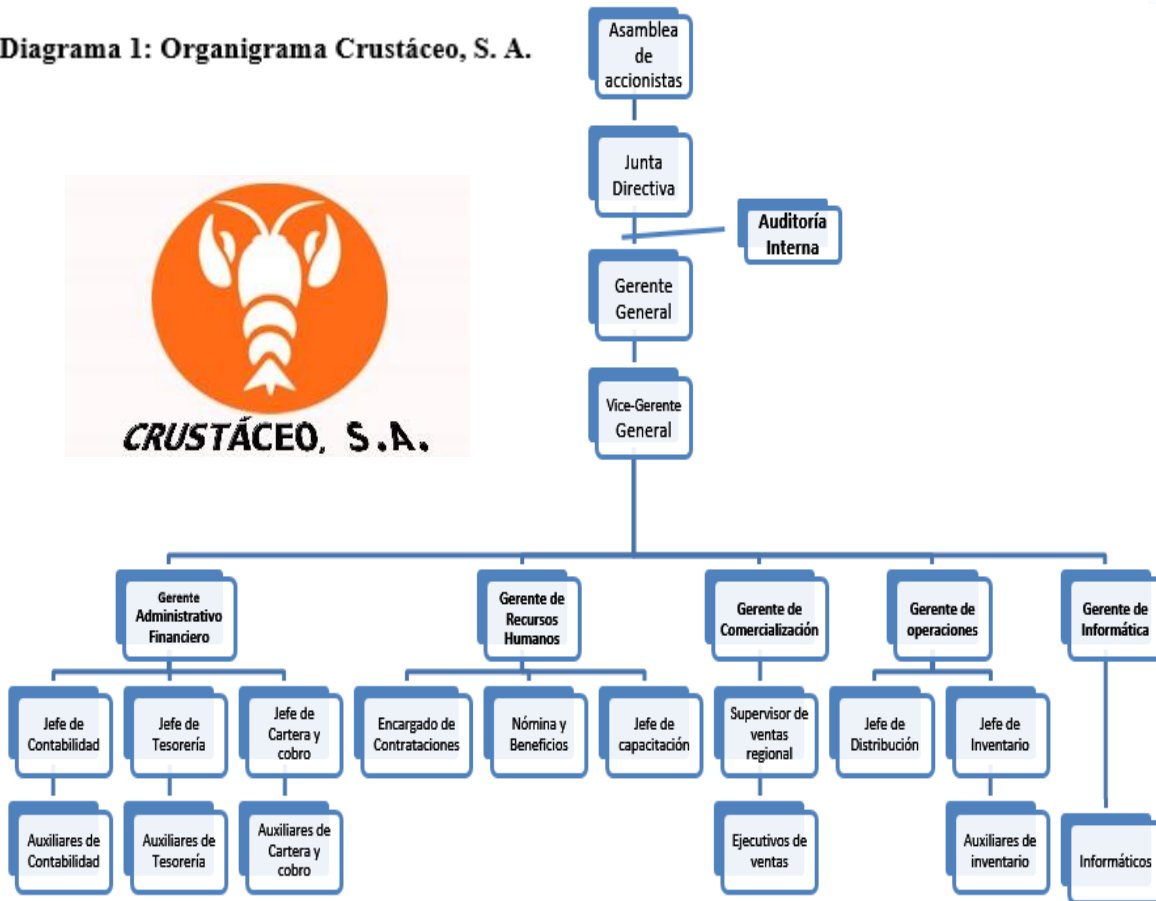 Diagrama 1: Organigrama Crustáceo, S. A.
Asamblea
de
accionistas
Junta
Directiva
Auditoría
Interna
Gerente
General
Vice-Gerente
General
CRUSTÁCEO, S.A.
Gerente
Administrativo
Financiero
Gerente de
Recursos
Humanos
Gerente de
Comercialización
Gerente de
operaciones
Gerente de
Informática
Jefe de
Contabilidad
Jefe de
Tesorería
Jefe de
Cartera y
cobro
Encargado de
Contrataciones
Nómina y
Beneficios
Jefe de
capacitación
Supervisor de
ventas
regional
Jefe de
Distribución
Jefe de
Inventario
Auxiliares de
Contabilidad
Auxiliares de
Tesorería
Auxiliares de
Cartera y
cobro
Ejecutivos de
ventas
Auxiliares de
inventario
Informáticos